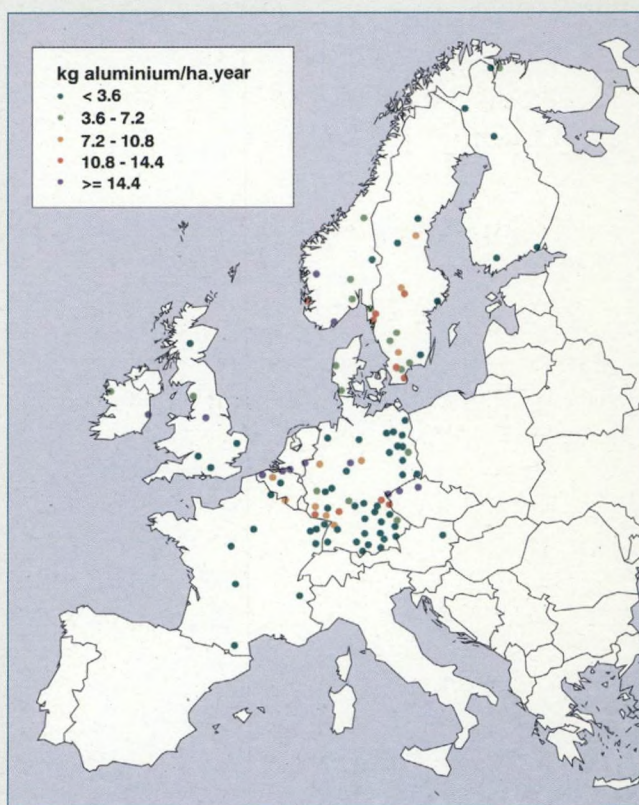 kg aluminium/ha.year
< 3.6
3.6 - 7.2
7.2 - 10.8
10.8 - 14.4
>= 14.4